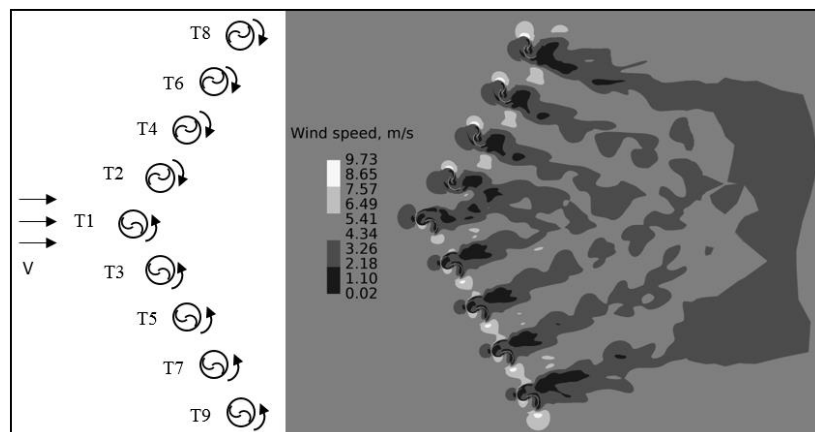 T8
T6
T4
T2
T1
V
T3
T5
T7
T9
Wind speed, m/s
9.73
8.65
7.57
6.49
5.41
4.34
3.26
2.18
1.10
0.02